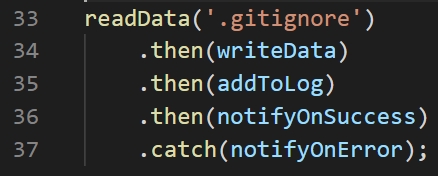 33 readData('.gitignore')
34     .then(writeData)
35     .then(addToLog)
36     .then(notifyOnSuccess)
37     .catch(notifyOnError);